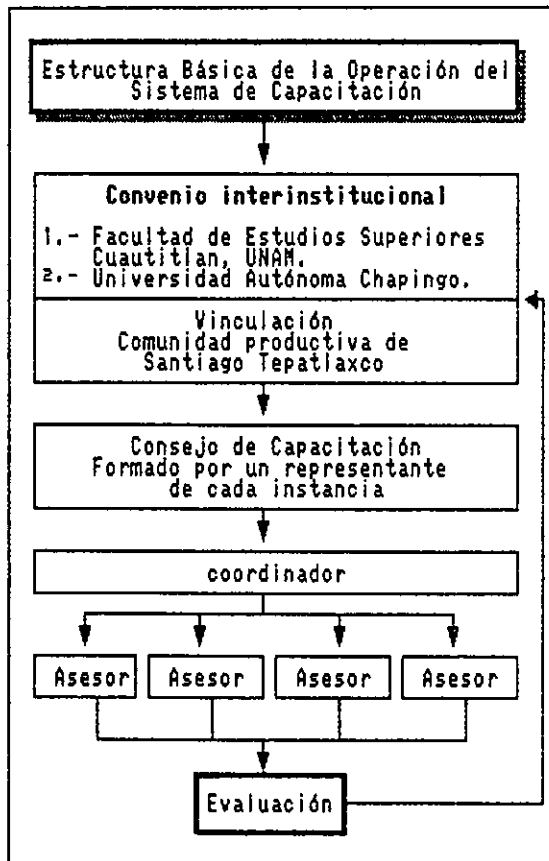 Estructura Básica de la Operación del
Sistema de Capacitación
Convenio interinstitucional
1.- Facultad de Estudios Superiores
Cuautitlan, UNAM.
2.- Universidad Autónoma Chapingo.
Vinculación
Comunidad productiva de
Santiago Tepatlaxco
Consejo de Capacitación
Formado por un representante
de cada instancia
coordinador
Asesor
Asesor
Asesor
Asesor
Evaluación